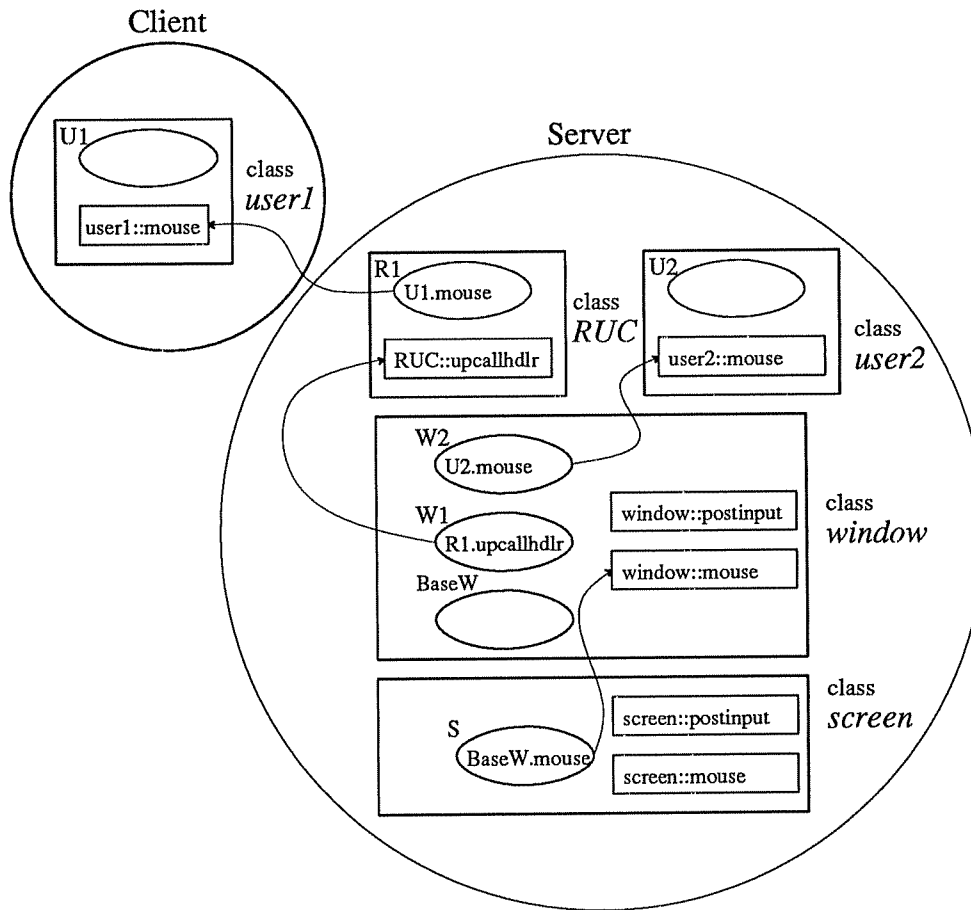 Client
U1
class
user1
user1::mouse
Server
R1
U1.mouse
class
RUC
RUC::upcallhdlr
U2
class
user2
user2::mouse
W2
U2.mouse
W1
R1.upcallhdlr
BaseW
window::postinput
window::mouse
class
window
S
BaseW.mouse
screen::postinput
screen::mouse
class
screen